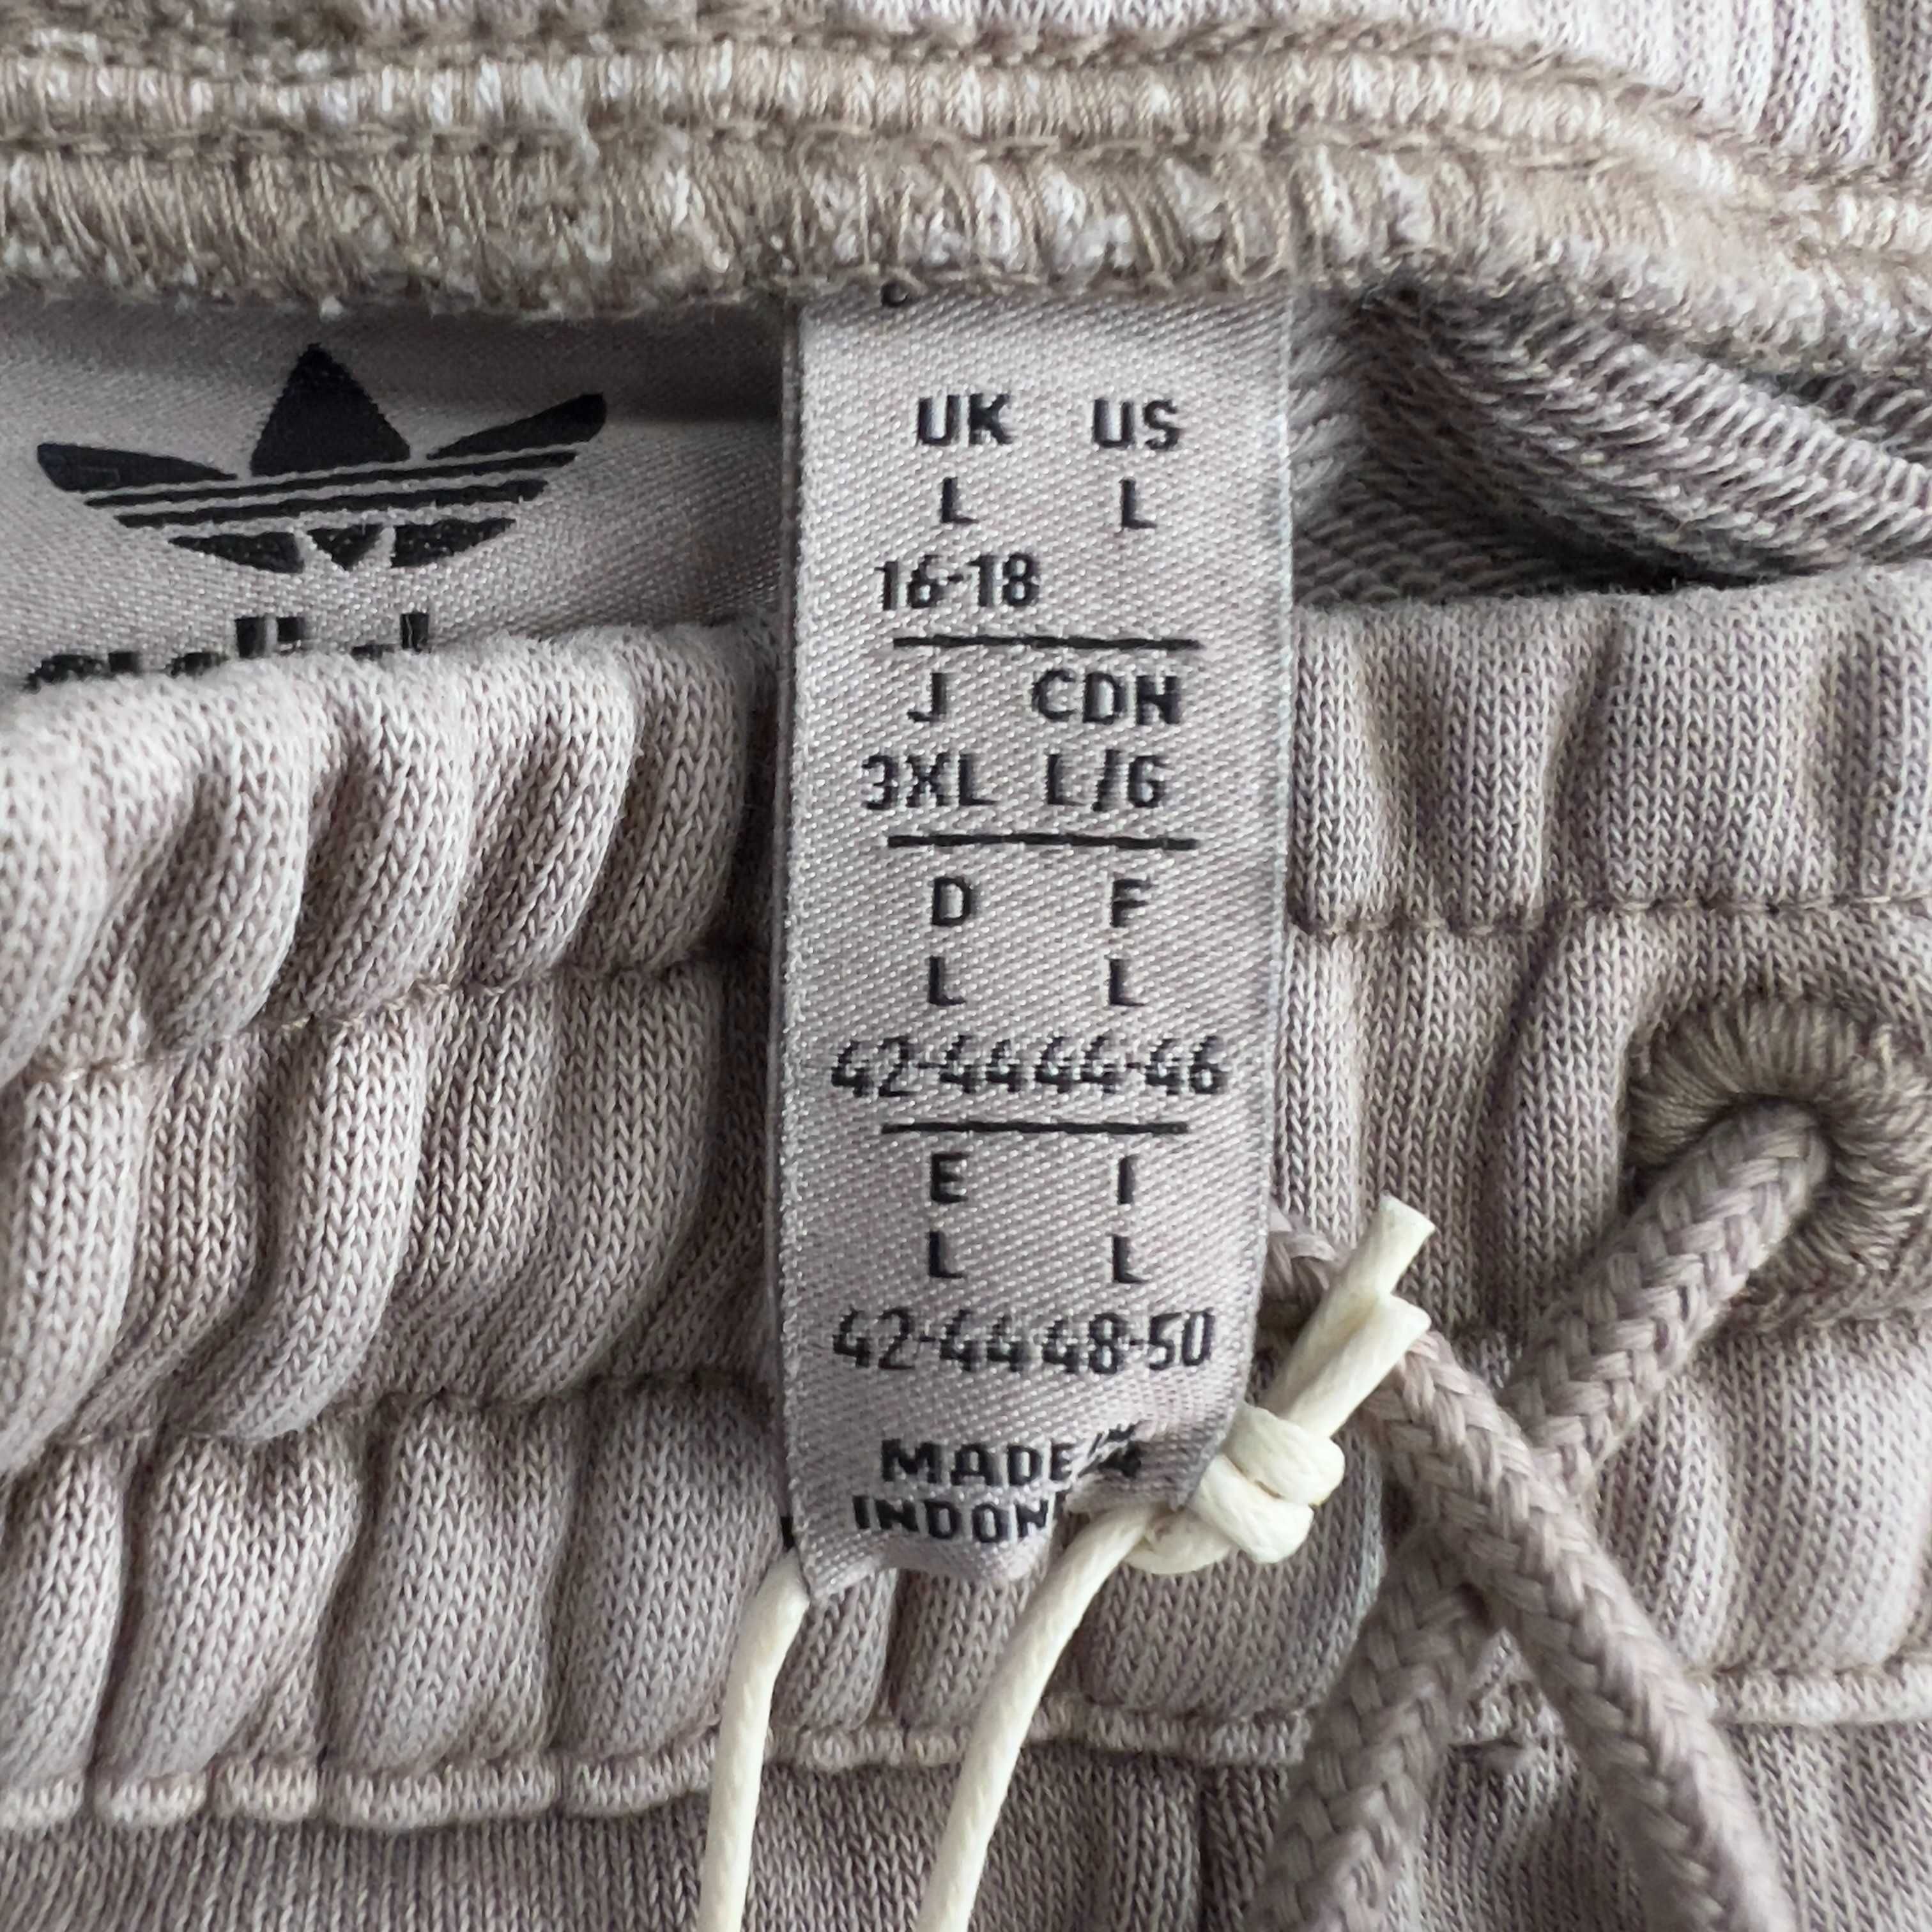 UK US
L L
16-18
J CDN
3XL L/G
D F
L L
42-44 44-46
E I
L L
42-44 48-50
MADE
INDON